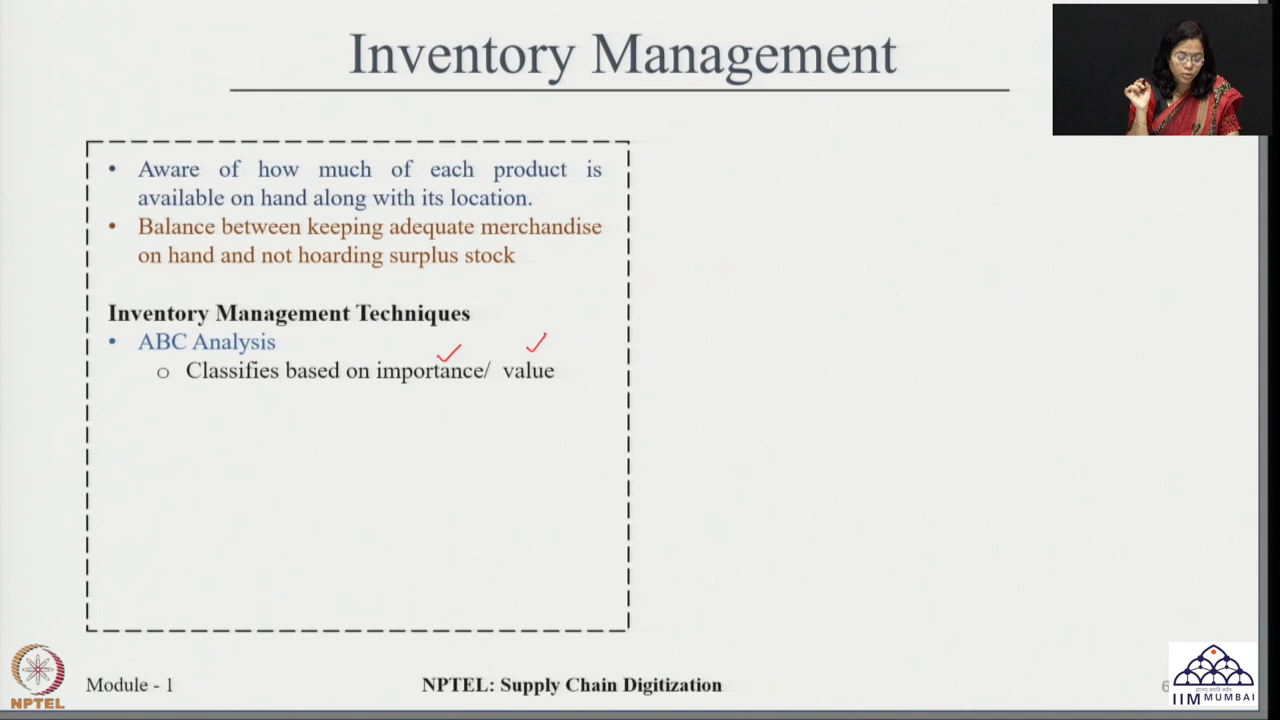 Inventory Management
• Aware of how much of each product is
available on hand along with its location.
• Balance between keeping adequate merchandise
on hand and not hoarding surplus stock
Inventory Management Techniques
• ABC Analysis
o Classifies based on importance/ value
NPTEL
Module - 1
NPTEL: Supply Chain Digitization
6
IIM MUMBAI